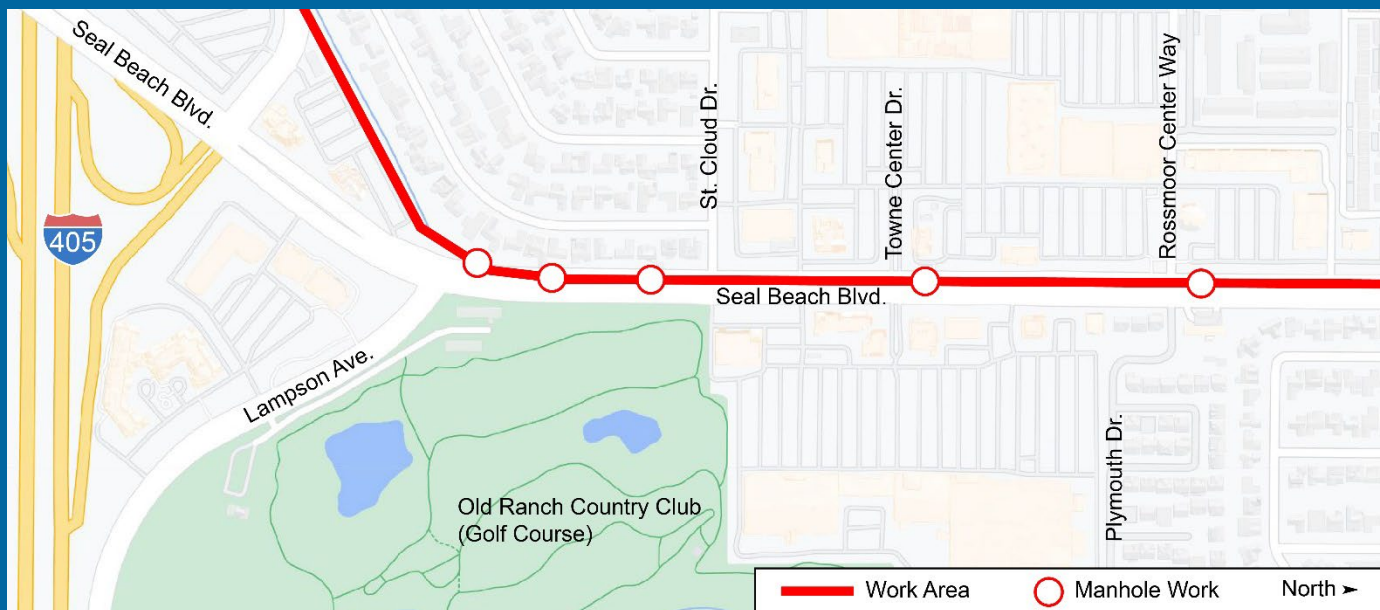 Seal Beach Blvd.
405
Lampson Ave.
St. Cloud Dr.
Towne Center Dr.
Rossmoor Center Way
Seal Beach Blvd.
Plymouth Dr.
Old Ranch Country Club
(Golf Course)
Work Area
Manhole Work
North